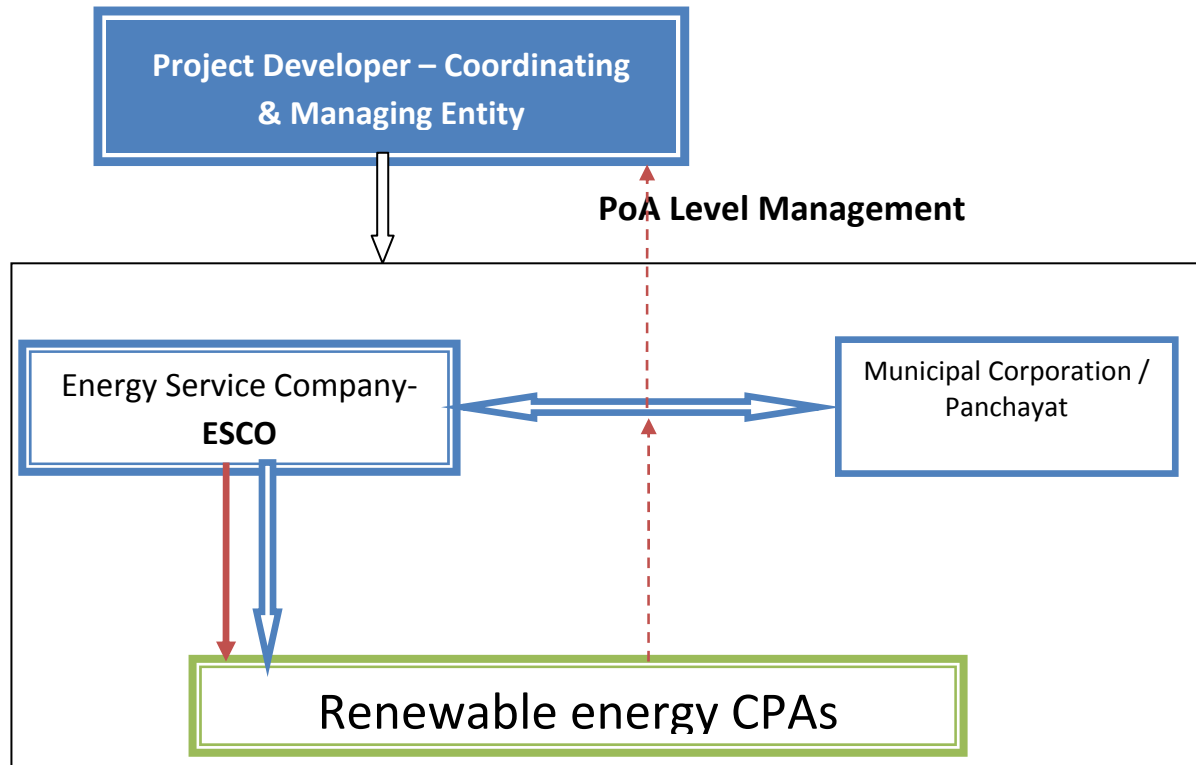 Project Developer – Coordinating
& Managing Entity
PoA Level Management
Energy Service Company-
ESCO
Municipal Corporation /
Panchayat
Renewable energy CPAs